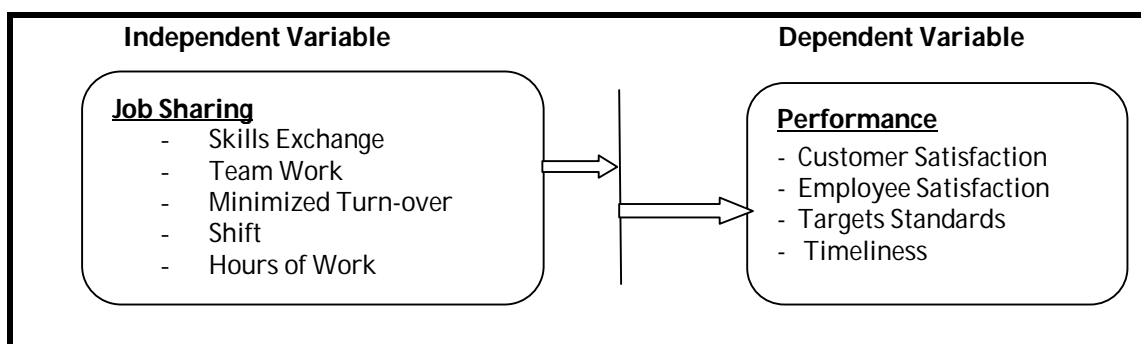 Independent Variable
Dependent Variable
Job Sharing
- Skills Exchange
- Team Work
- Minimized Turn-over
- Shift
- Hours of Work
Performance
- Customer Satisfaction
- Employee Satisfaction
- Targets Standards
- Timeliness